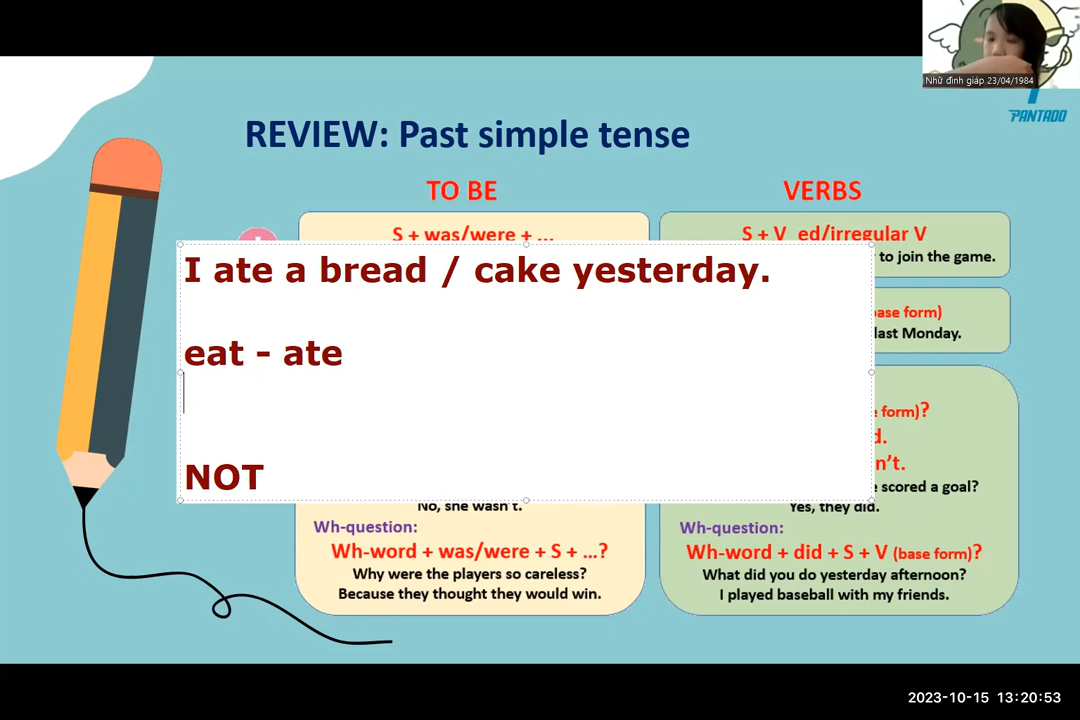 Nhữ đình giáp 23/04/1984
PANTADO
REVIEW: Past simple tense
TO BE
VERBS
S + was/were + ...
S + V_ed/irregular V
to join the game.
I ate a bread / cake yesterday.
(base form)
last Monday.
eat - ate
form)?
d.
n't.
NOT
scored a goal?
No, she wasn't.
Yes, they did.
Wh-question:
Wh-question:
Wh-word + was/were + S + ...?
Wh-word + did + S + V (base form)?
Why were the players so careless?
What did you do yesterday afternoon?
Because they thought they would win.
I played baseball with my friends.
2023-10-15 13:20:53